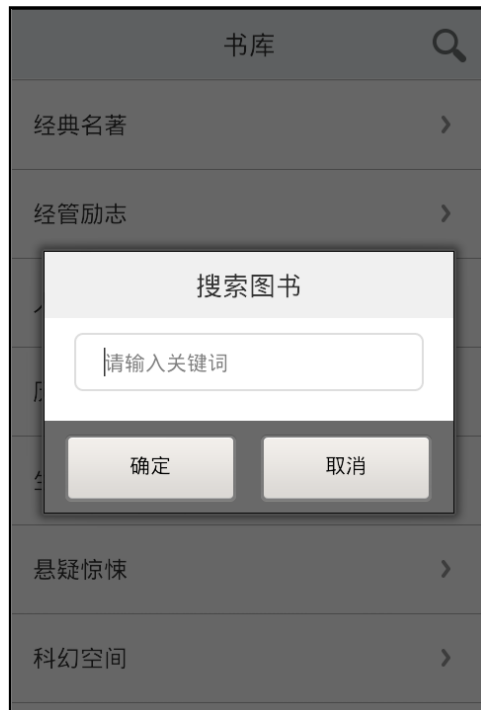 书库
经典名著
经管励志
搜索图书
请输入关键词
确定
取消
悬疑惊悚
科幻空间